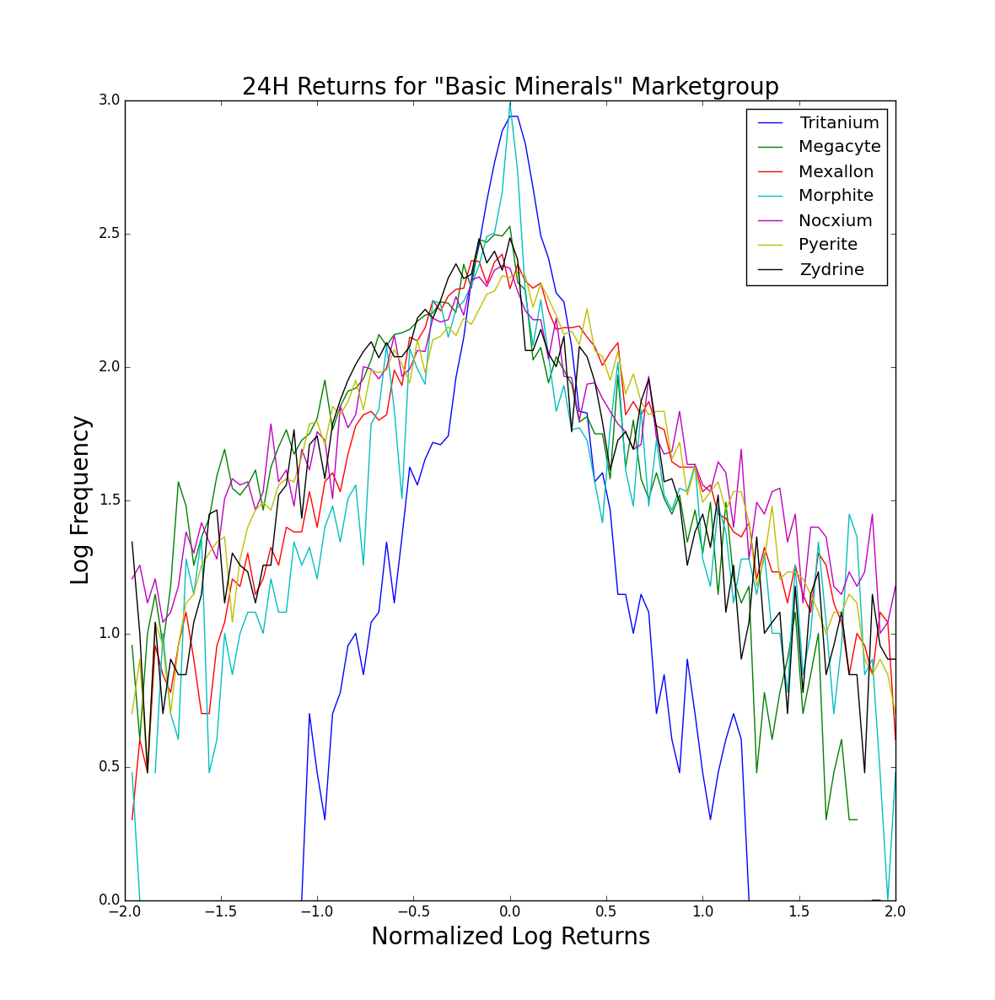 24H Returns for "Basic Minerals" Marketgroup
3.0
2.5
2.0
1.5
1.0
0.5
0.0
Log Frequency
Tritanium
Megacyte
Mexallon
Morphite
Nocxium
Pyerite
Zydrine
−2.0 −1.5 −1.0 −0.5 0.0 0.5 1.0 1.5 2.0
Normalized Log Returns